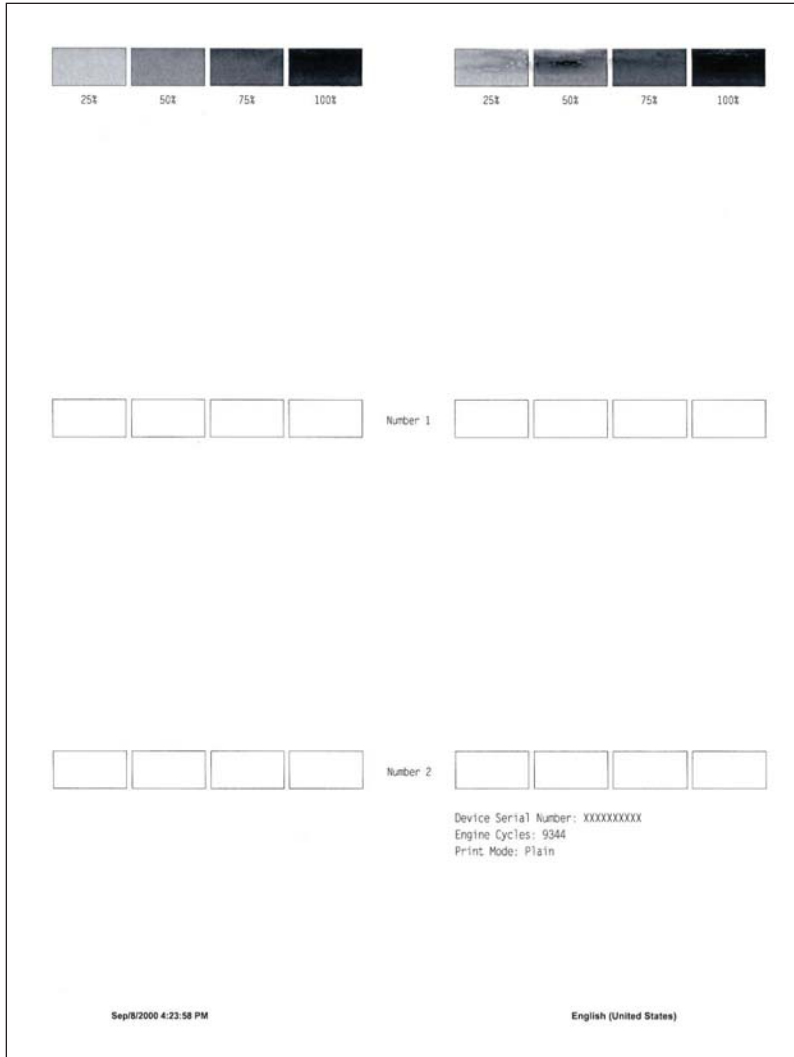 25% 50% 75% 100% 25% 50% 75% 100%
Number 1
Number 2
Device Serial Number: XXXXXXXXXX
Engine Cycles: 9344
Print Mode: Plain
Sep/8/2000 4:23:58 PM English (United States)